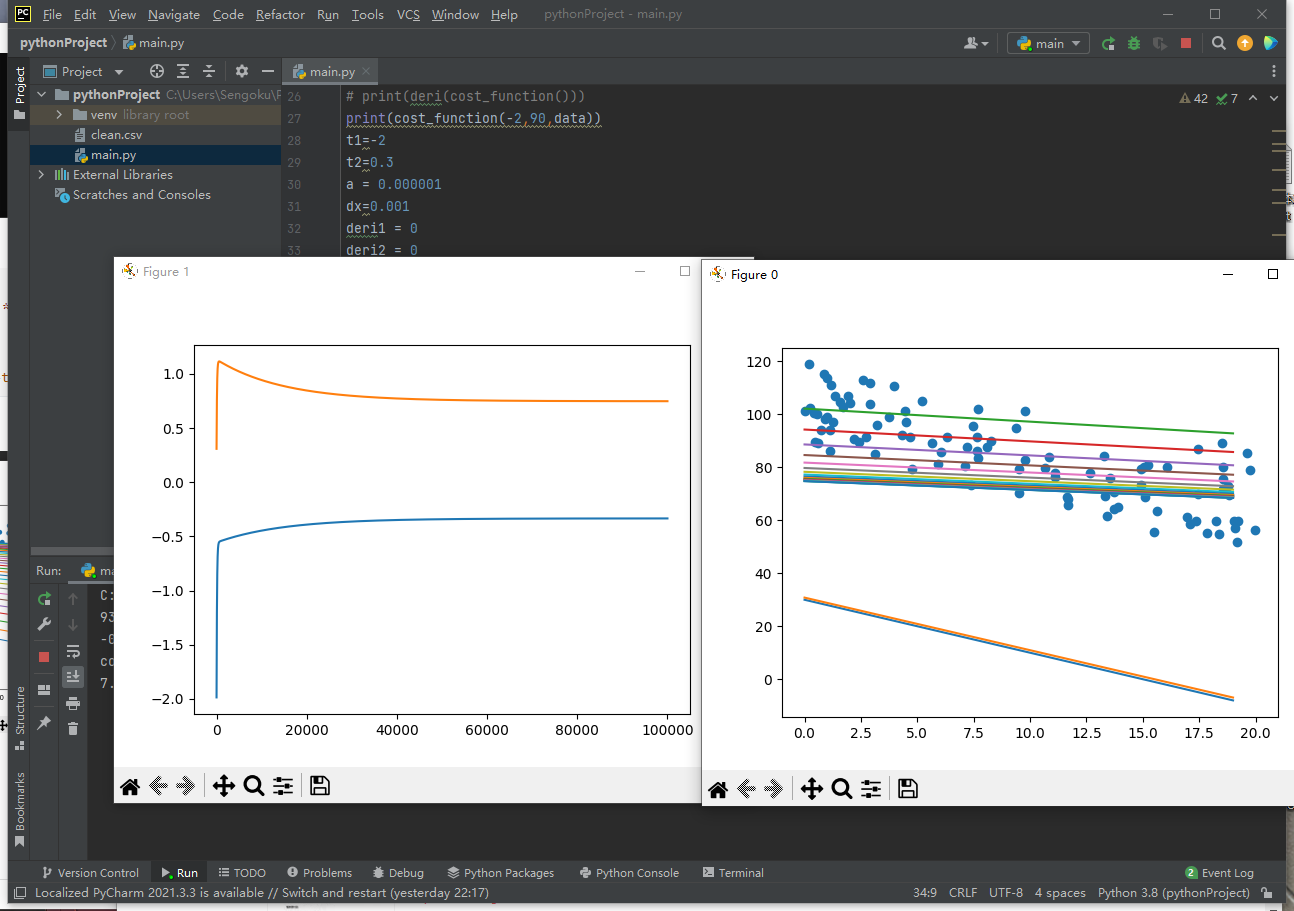 PC File Edit View Navigate Code Refactor Run Tools VCS Window Help pythonProject - main.py
pythonProject main.py main
Project Project main.py
pythonProject C:\Users\Sengoku\P
venv library root
clean.csv
main.py
External Libraries
Scratches and Consoles
42 7
26 # print(deri(cost_function()))
27 print(cost_function(-2,90,data))
28 t1=-2
29 t2=0.3
30 a = 0.000001
31 dx=0.001
32 deri1 = 0
33 deri2 = 0
Figure 1
1.0
0.5
0.0
−0.5
−1.0
−1.5
−2.0
0 20000 40000 60000 80000 100000
Figure 0
120
100
80
60
40
20
0
0.0 2.5 5.0 7.5 10.0 12.5 15.0 17.5 20.0
Run: ma
C:
93
-0
co
7.
Structure
Bookmarks
Version Control Run TODO Problems Debug Python Packages Python Console Terminal 2 Event Log
Localized PyCharm 2021.3.3 is available // Switch and restart (yesterday 22:17) 34:9 CRLF UTF-8 4 spaces Python 3.8 (pythonProject)